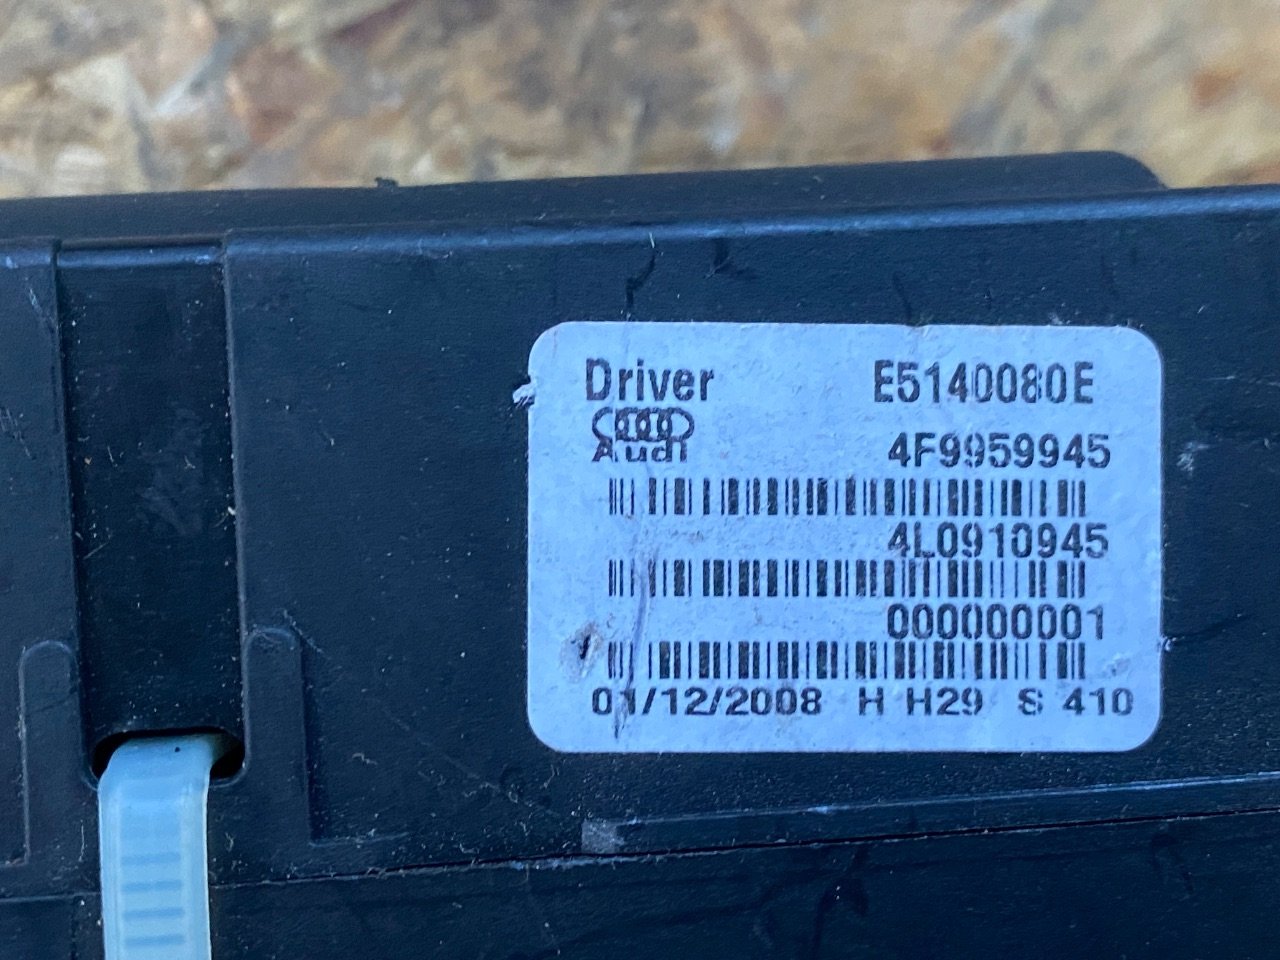 Driver E5140080E
Audi
4F9959945
4L0910945
000000001
01/12/2008 H H29 S 410